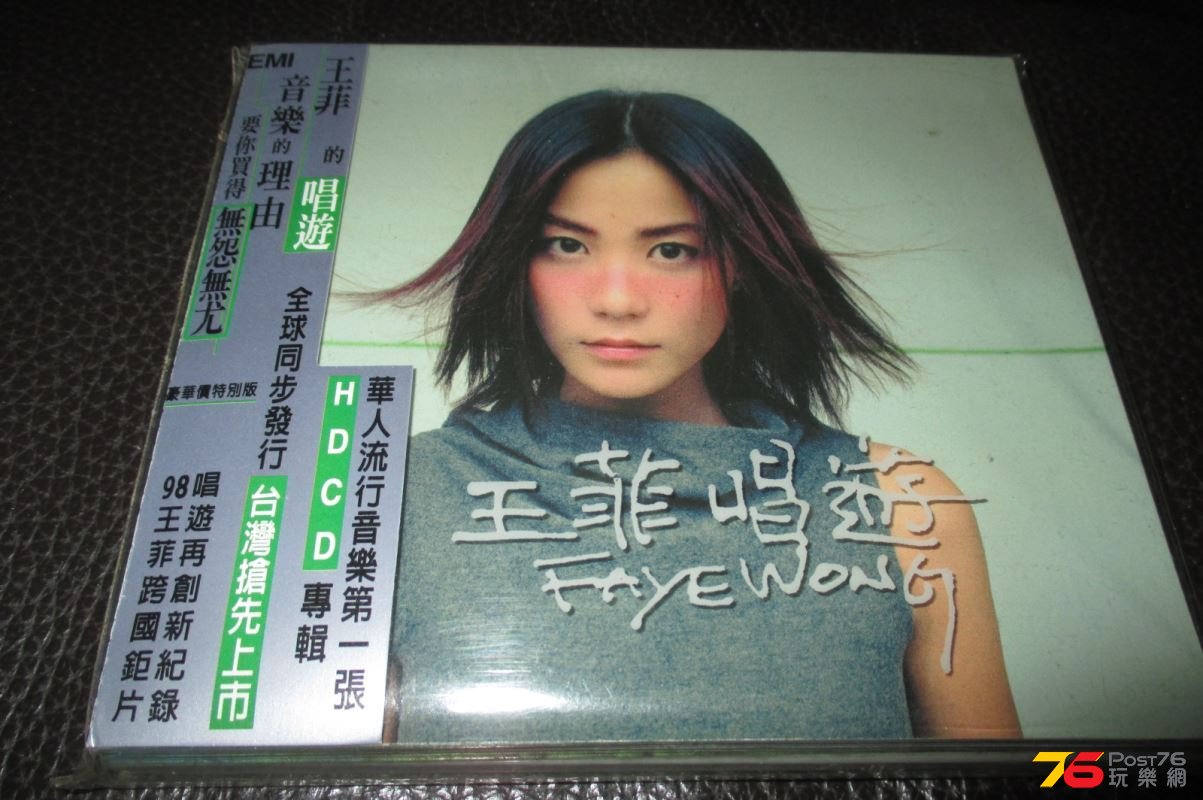 EMI
王菲的唱遊
音樂的理由
要你買得
無怨無尤
全球同步發行
台灣搶先上市
豪華價特別版
華人流行音樂第一張
HDCD專輯
唱遊再創新紀錄
98王菲跨國鉅片
王菲唱遊
FAYE WONG
76 POST76
玩樂網